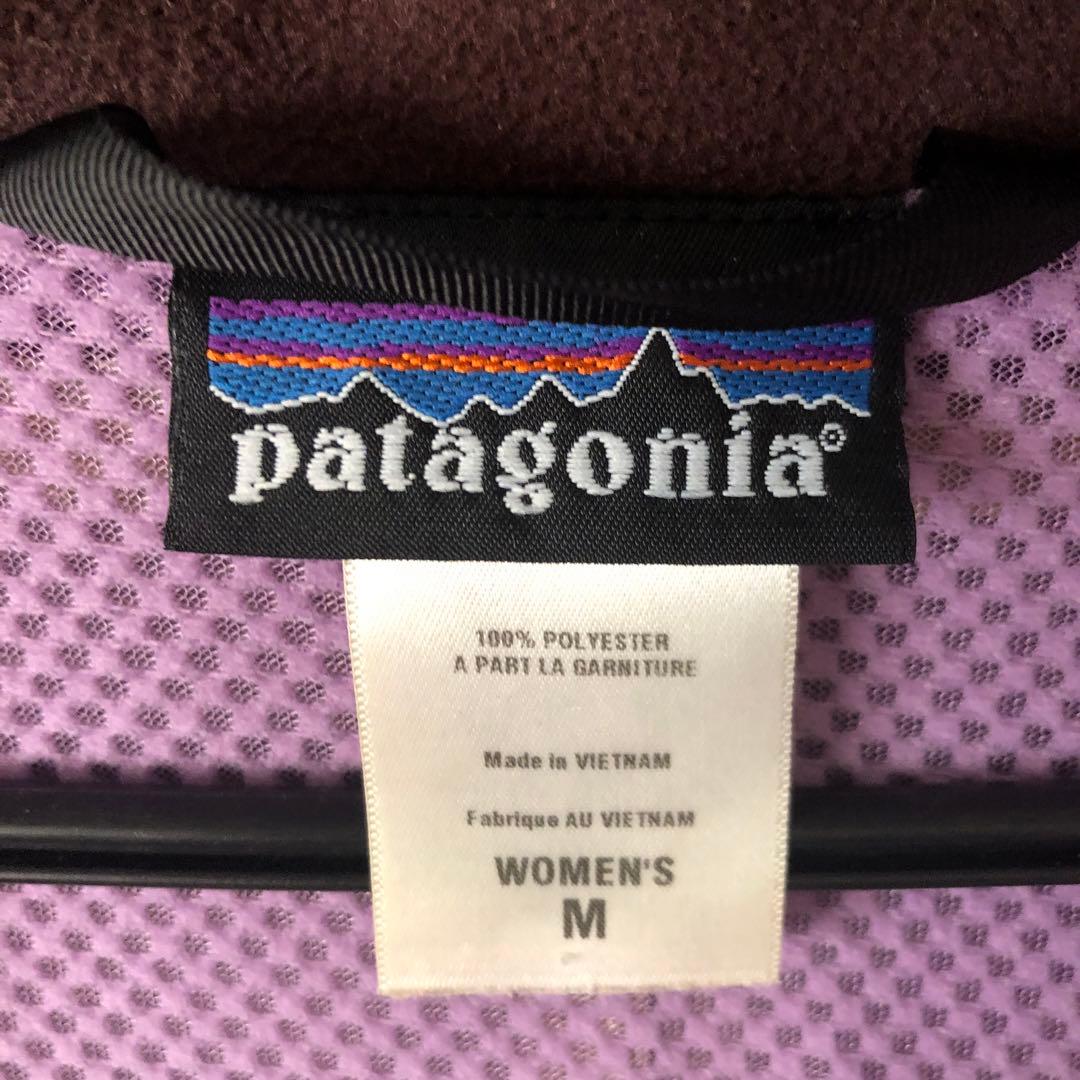 patagonia®
100% POLYESTER
A PART LA GARNITURE
Made in VIETNAM
Fabrique AU VIETNAM
WOMEN'S
M